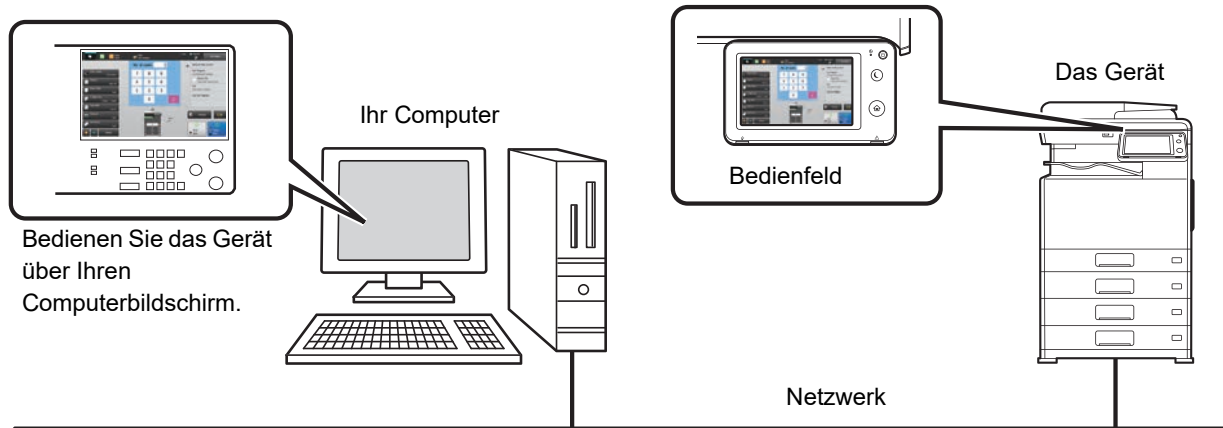 Ihr Computer
Bedienen Sie das Gerät
über Ihren
Computerbildschirm.
Bedienfeld
Das Gerät
Netzwerk